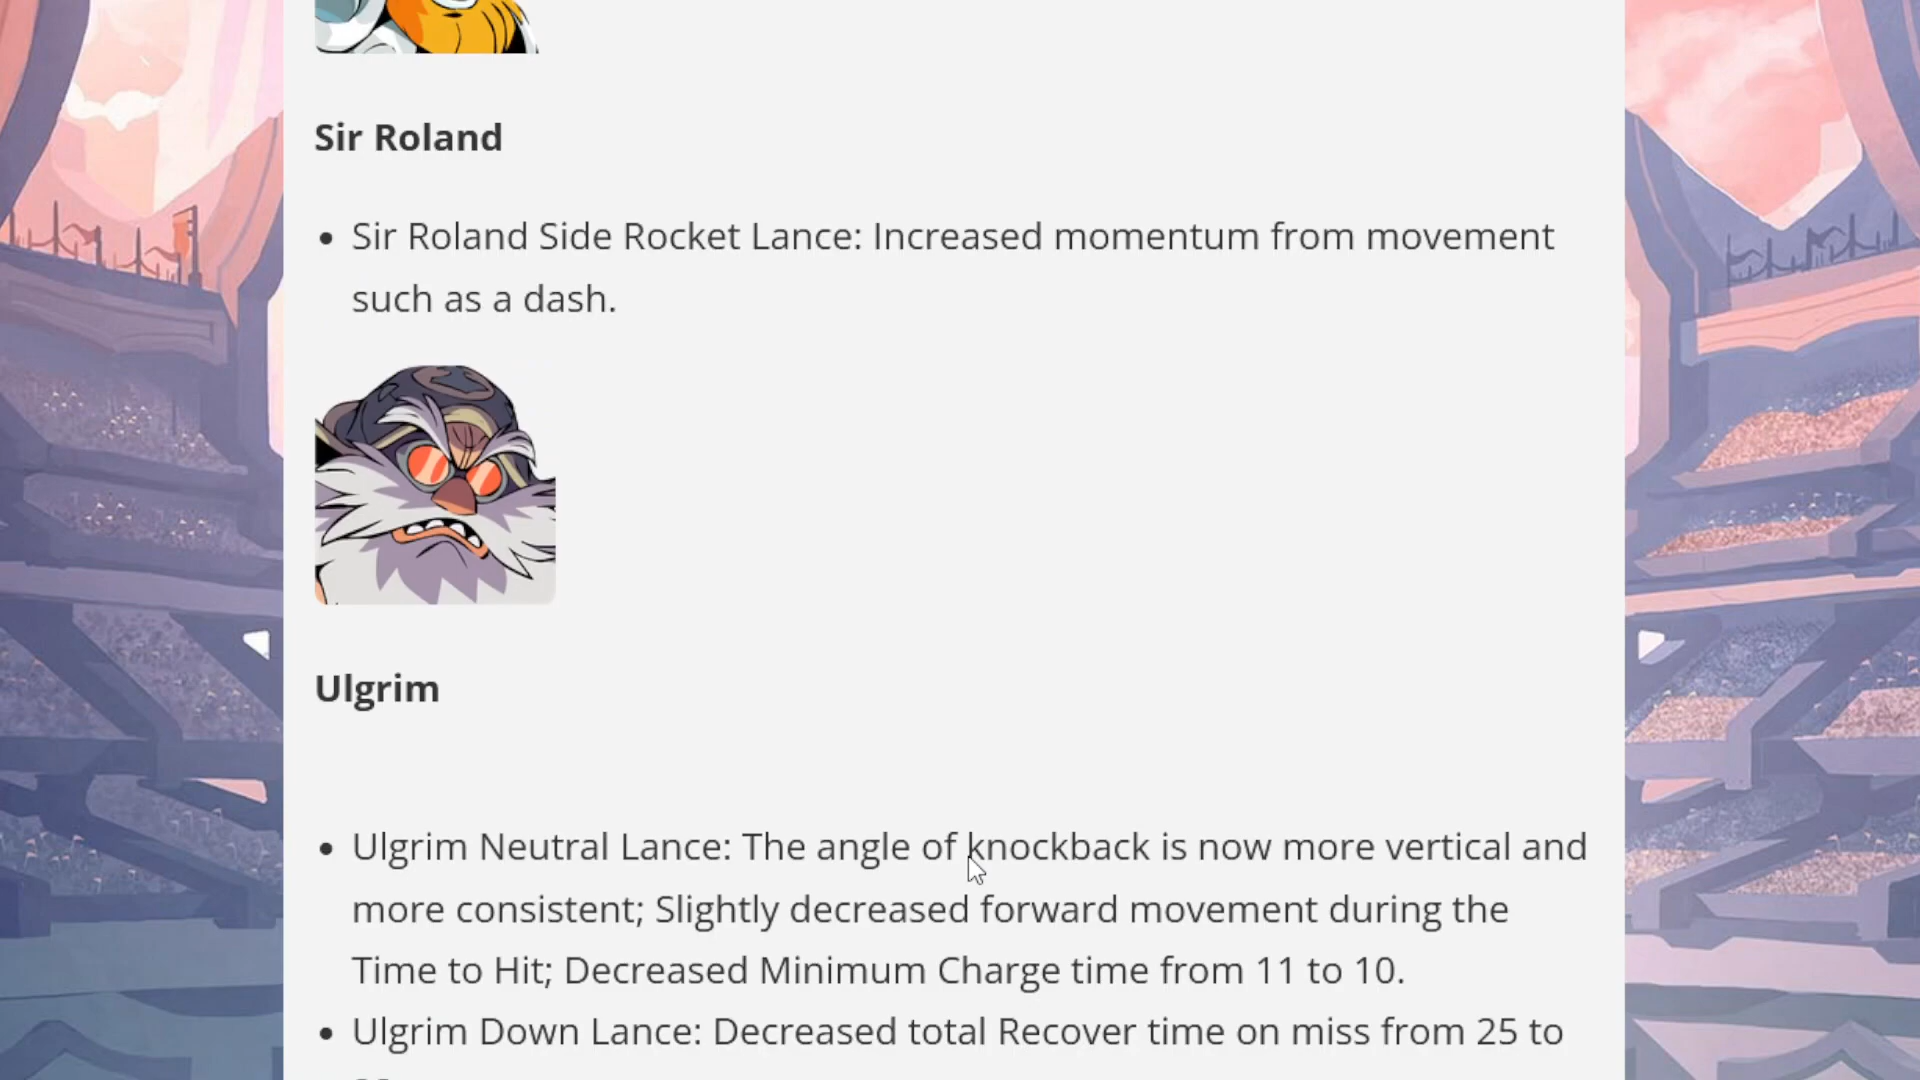 Sir Roland
• Sir Roland Side Rocket Lance: Increased momentum from movement
such as a dash.
Ulgrim
• Ulgrim Neutral Lance: The angle of knockback is now more vertical and
more consistent; Slightly decreased forward movement during the
Time to Hit; Decreased Minimum Charge time from 11 to 10.
• Ulgrim Down Lance: Decreased total Recover time on miss from 25 to